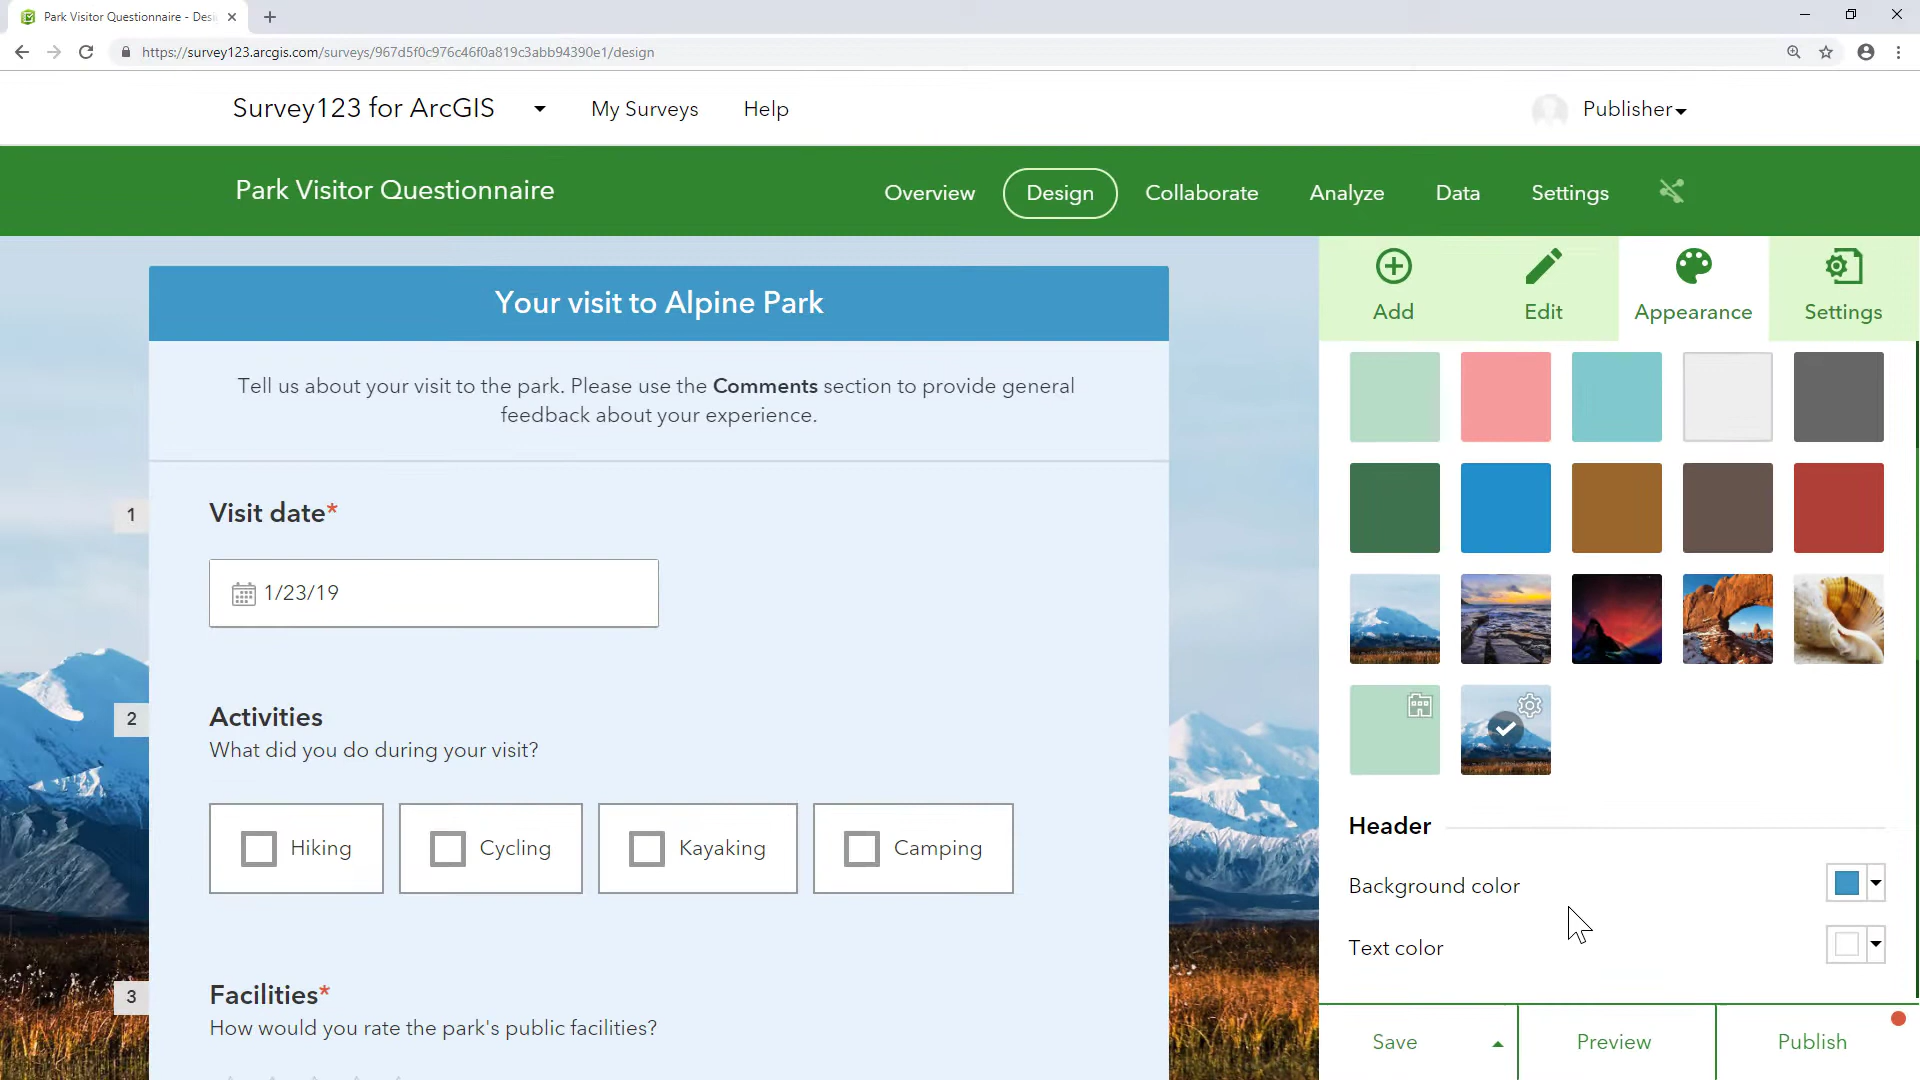 Park Visitor Questionnaire - Desi
https://survey123.arcgis.com/surveys/967d5f0c976c46f0a819c3abb94390e1/design
Survey123 for ArcGIS My Surveys Help Publisher
Park Visitor Questionnaire Overview Design Collaborate Analyze Data Settings
Add Edit Appearance Settings
Your visit to Alpine Park
Tell us about your visit to the park. Please use the Comments section to provide general
feedback about your experience.
1 Visit date*
1/23/19
2 Activities
What did you do during your visit?
Hiking Cycling Kayaking Camping
3 Facilities*
How would you rate the park's public facilities?
Header
Background color
Text color
Save Preview Publish